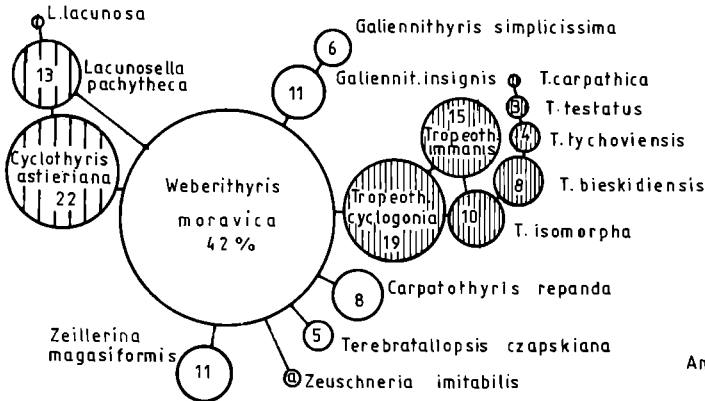 L.lacunosa
13
Lacunosella
pachytheca
Cyclothyris
astieriana
22
Weberithyris
moravica
42%
6
Galiennithyris simplicissima
11
Galiennit.insignis
15
Tropeoth.
immanis
Tropeoth.
cyclogonia
19
10
T. isomorpha
8
T. bieskidiensis
4
T. tychoviensis
3
T. testatus
T. carpathica
8
Carpatothyris repanda
5
Terebrataliopsis czapskiana
Zeuschneria imitabilis
Zeillerina
magasiformis
11
An